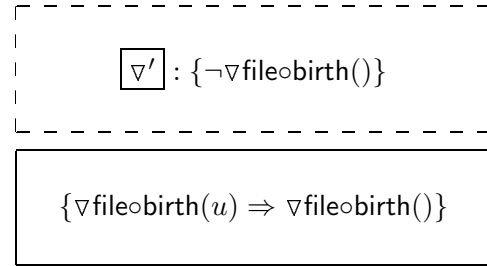 ▽′ : {¬▽file∘birth()}
{▽file∘birth(u) ⇒ ▽file∘birth()}